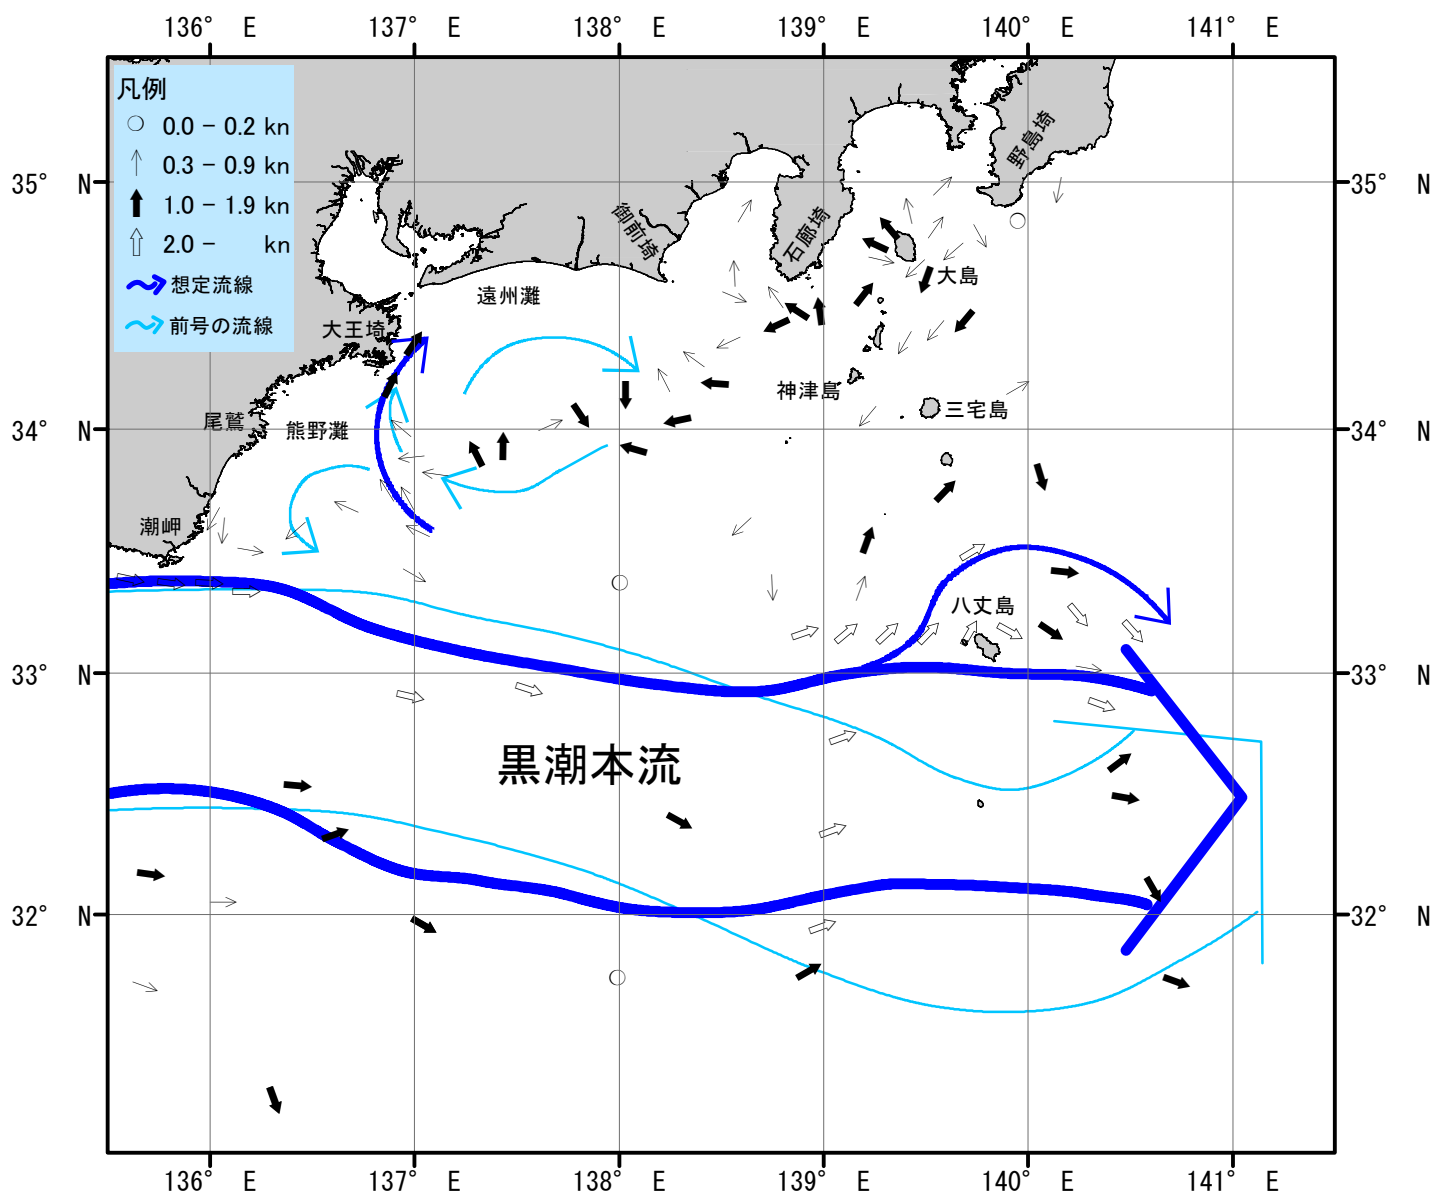 136° E 137° E 138° E 139° E 140° E 141° E
凡例
0.0 - 0.2 kn
0.3 - 0.9 kn
1.0 - 1.9 kn
2.0 - kn
想定流線
前号の流線
野島埼
35° N
35° N
御前埼
石廊埼
大島
遠州灘
大王埼
神津島
三宅島
尾鷲
熊野灘
34° N
34° N
潮岬
八丈島
33° N
33° N
黒潮本流
32° N
32° N
136° E 137° E 138° E 139° E 140° E 141° E